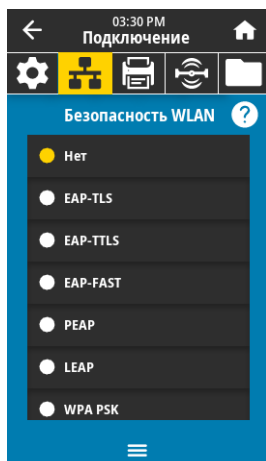 03:30 PM
Подключение
Безопасность WLAN ?
Нет
EAP-TLS
EAP-TTLS
EAP-FAST
PEAP
LEAP
WPA PSK